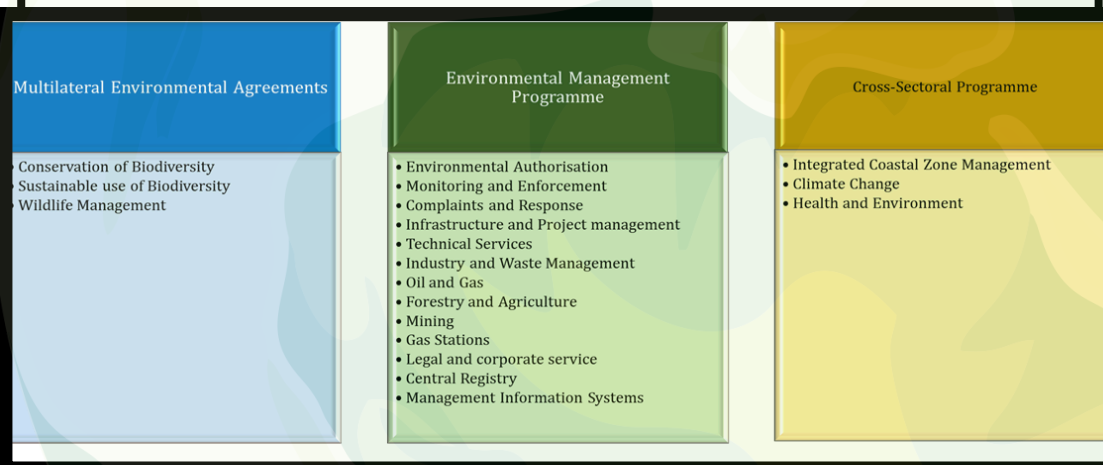 Multilateral Environmental Agreements
• Conservation of Biodiversity
• Sustainable use of Biodiversity
• Wildlife Management
Environmental Management
Programme
• Environmental Authorisation
• Monitoring and Enforcement
• Complaints and Response
• Infrastructure and Project management
• Technical Services
• Industry and Waste Management
• Oil and Gas
• Forestry and Agriculture
• Mining
• Gas Stations
• Legal and corporate service
• Central Registry
• Management Information Systems
Cross-Sectoral Programme
• Integrated Coastal Zone Management
• Climate Change
• Health and Environment